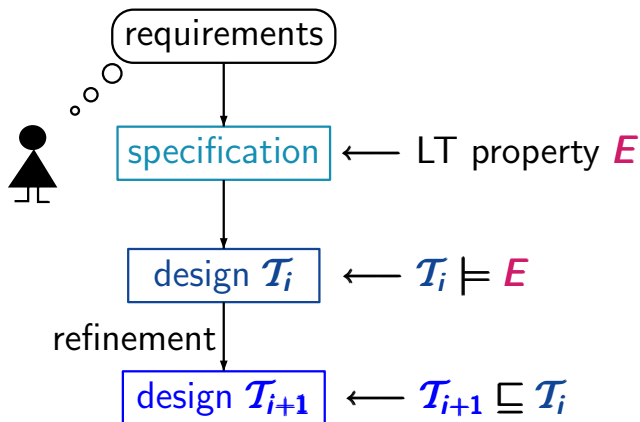 requirements
specification ← LT property E
design 𝒯ᵢ ← 𝒯ᵢ ⊨ E
refinement
design 𝒯ᵢ₊₁ ← 𝒯ᵢ₊₁ ⊑ 𝒯ᵢ